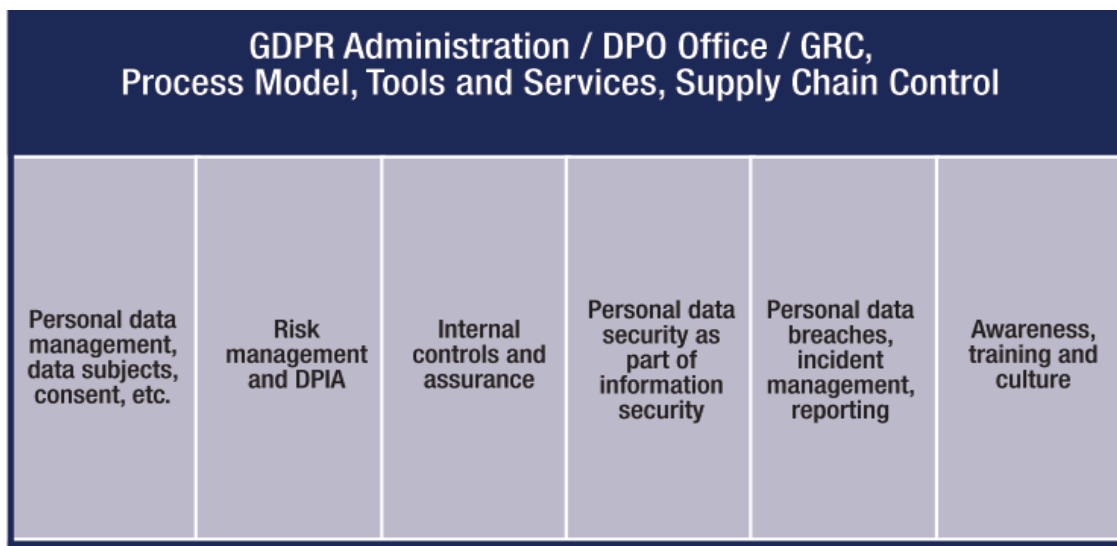 GDPR Administration / DPO Office / GRC,
Process Model, Tools and Services, Supply Chain Control
Personal data
management,
data subjects,
consent, etc.
Risk
management
and DPIA
Internal
controls and
assurance
Personal data
security as
part of
information
security
Personal data
breaches,
incident
management,
reporting
Awareness,
training and
culture